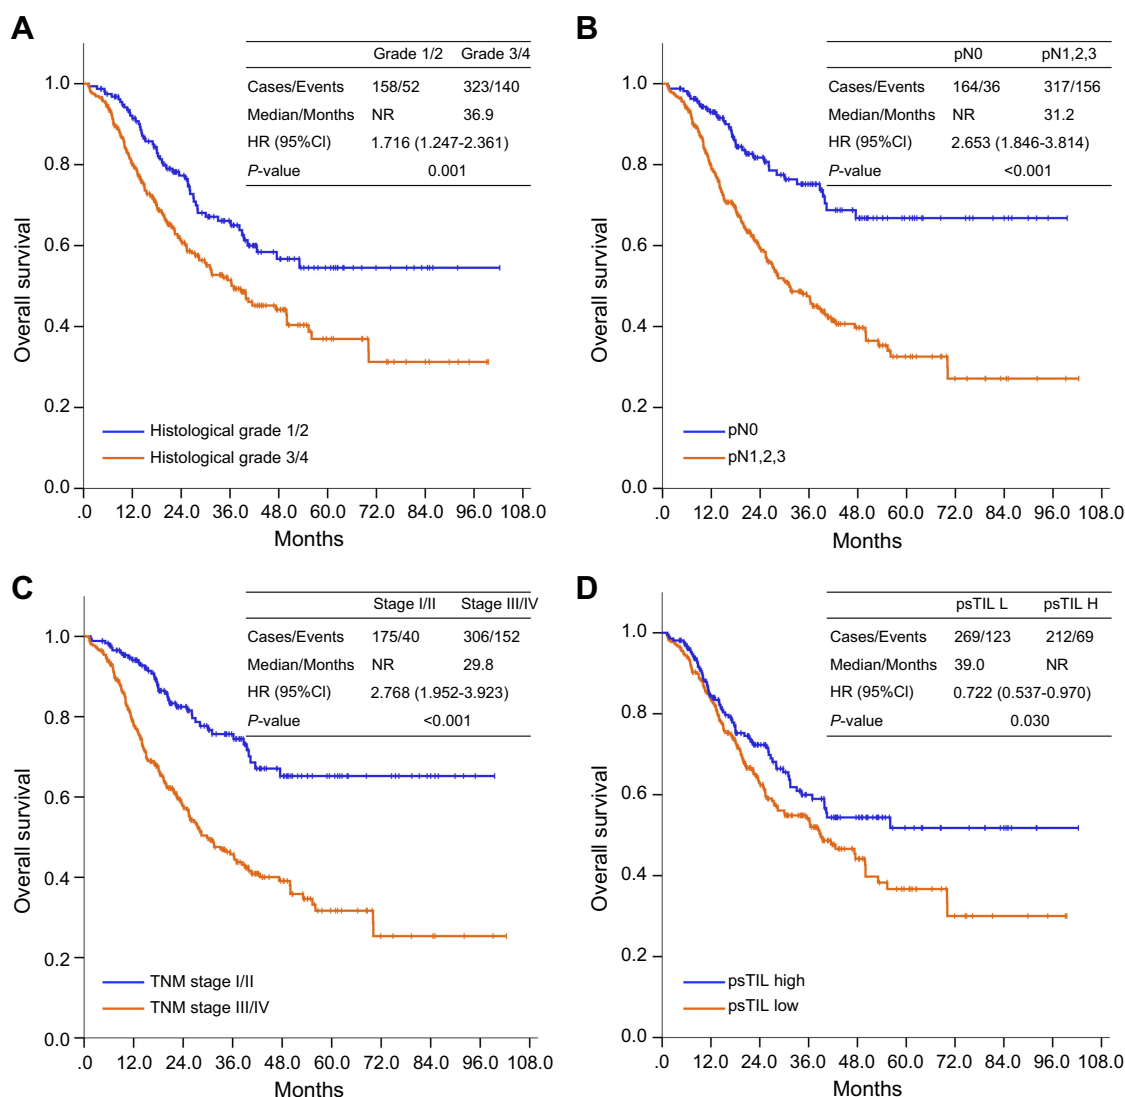 A
Grade 1/2 Grade 3/4
Cases/Events 158/52 323/140
Median/Months NR 36.9
HR (95%CI) 1.716 (1.247-2.361)
P-value 0.001
1.0
0.8
0.6
0.4
0.2
0.0
Overall survival
Histological grade 1/2
Histological grade 3/4
.0 12.0 24.0 36.0 48.0 60.0 72.0 84.0 96.0 108.0
Months
B
pN0 pN1,2,3
Cases/Events 164/36 317/156
Median/Months NR 31.2
HR (95%CI) 2.653 (1.846-3.814)
P-value <0.001
1.0
0.8
0.6
0.4
0.2
0.0
Overall survival
pN0
pN1,2,3
.0 12.0 24.0 36.0 48.0 60.0 72.0 84.0 96.0 108.0
Months
C
Stage I/II Stage III/IV
Cases/Events 175/40 306/152
Median/Months NR 29.8
HR (95%CI) 2.768 (1.952-3.923)
P-value <0.001
1.0
0.8
0.6
0.4
0.2
0.0
Overall survival
TNM stage I/II
TNM stage III/IV
.0 12.0 24.0 36.0 48.0 60.0 72.0 84.0 96.0 108.0
Months
D
psTIL L psTIL H
Cases/Events 269/123 212/69
Median/Months 39.0 NR
HR (95%CI) 0.722 (0.537-0.970)
P-value 0.030
1.0
0.8
0.6
0.4
0.2
0.0
Overall survival
psTIL high
psTIL low
.0 12.0 24.0 36.0 48.0 60.0 72.0 84.0 96.0 108.0
Months